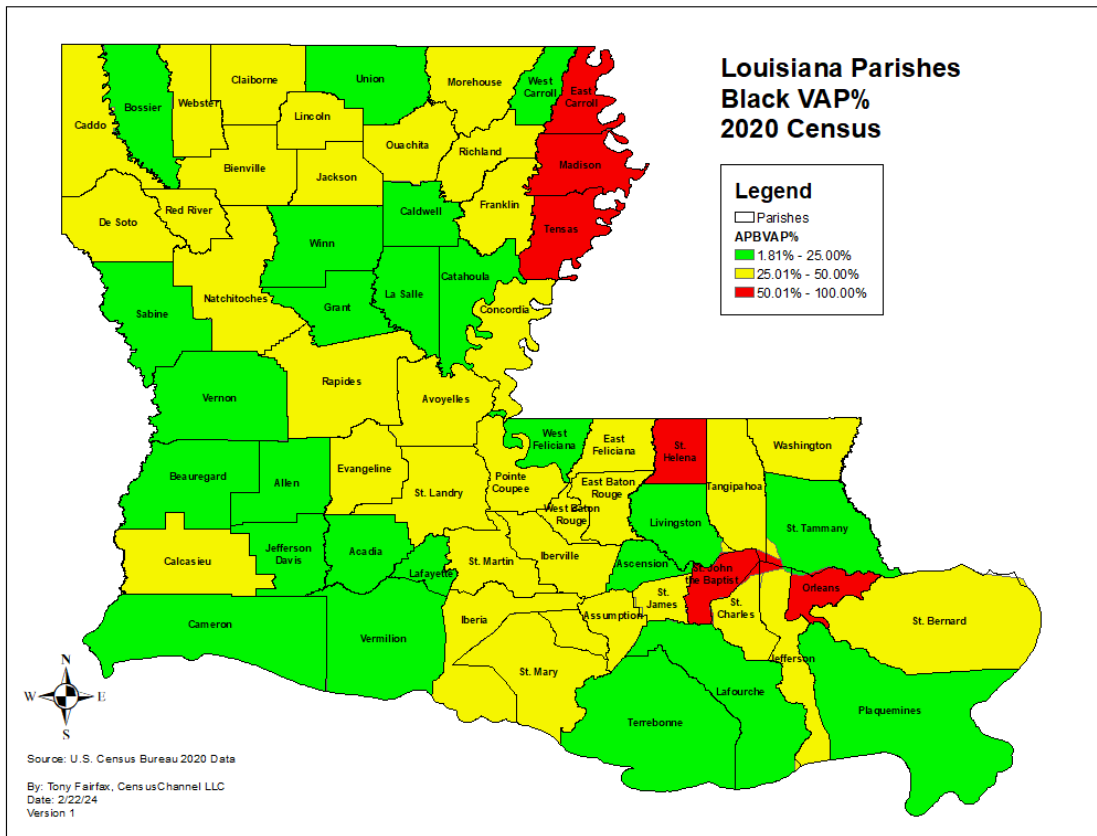 Louisiana Parishes
Black VAP%
2020 Census
Legend
Parishes
APBVAP%
1.81% - 25.00%
25.01% - 50.00%
50.01% - 100.00%
Caddo
Bossier
Webster
Claiborne
Union
Morehouse
West
Carroll
East
Carroll
Lincoln
Ouachita
Richland
Madison
Bienville
Jackson
De Soto
Red River
Caldwell
Franklin
Tensas
Winn
Natchitoches
Catahoula
La Salle
Sabine
Grant
Concordia
Rapides
Vernon
Avoyelles
West
Feliciana
East
Feliciana
St.
Helena
Washington
Beauregard
Allen
Evangeline
St. Landry
Pointe
Coupee
East Baton
Rouge
Tangipahoa
West Baton
Rouge
Livingston
St. Tammany
Calcasieu
Jefferson
Davis
Acadia
Lafayette
St. Martin
Iberville
Ascension
St. John
the Baptist
Orleans
St.
James
St.
Charles
Cameron
Vermilion
Iberia
Assumption
St. Bernard
Jefferson
St. Mary
Lafourche
Terrebonne
Plaquemines
N
W E
S
Source: U.S. Census Bureau 2020 Data
By: Tony Fairfax, CensusChannel LLC
Date: 2/22/24
Version 1